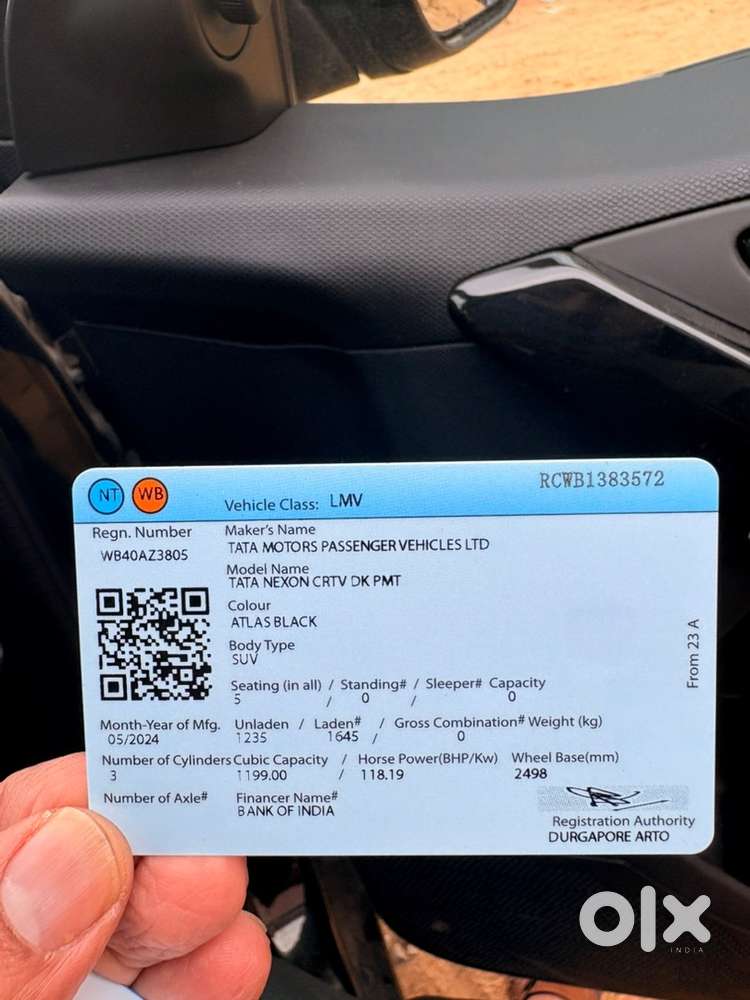 NT WB Vehicle Class: LMV RCWB1383572
Regn. Number
WB40AZ3805
Maker's Name
TATA MOTORS PASSENGER VEHICLES LTD
Model Name
TATA NEXON CRTV DK PMT
Colour
ATLAS BLACK
Body Type
SUV
Seating (in all) / Standing# / Sleeper# Capacity
5 / 0 / 0
Month-Year of Mfg.
05/2024
Unladen / Laden# / Gross Combination# Weight (kg)
1235 1645 / 0
Number of Cylinders
3
Cubic Capacity / Horse Power(BHP/Kw) Wheel Base(mm)
1199.00 / 118.19 2498
Number of Axle#
Financer Name#
BANK OF INDIA
Registration Authority
DURGAPORE ARTO
From 23 A
olx
INDIA